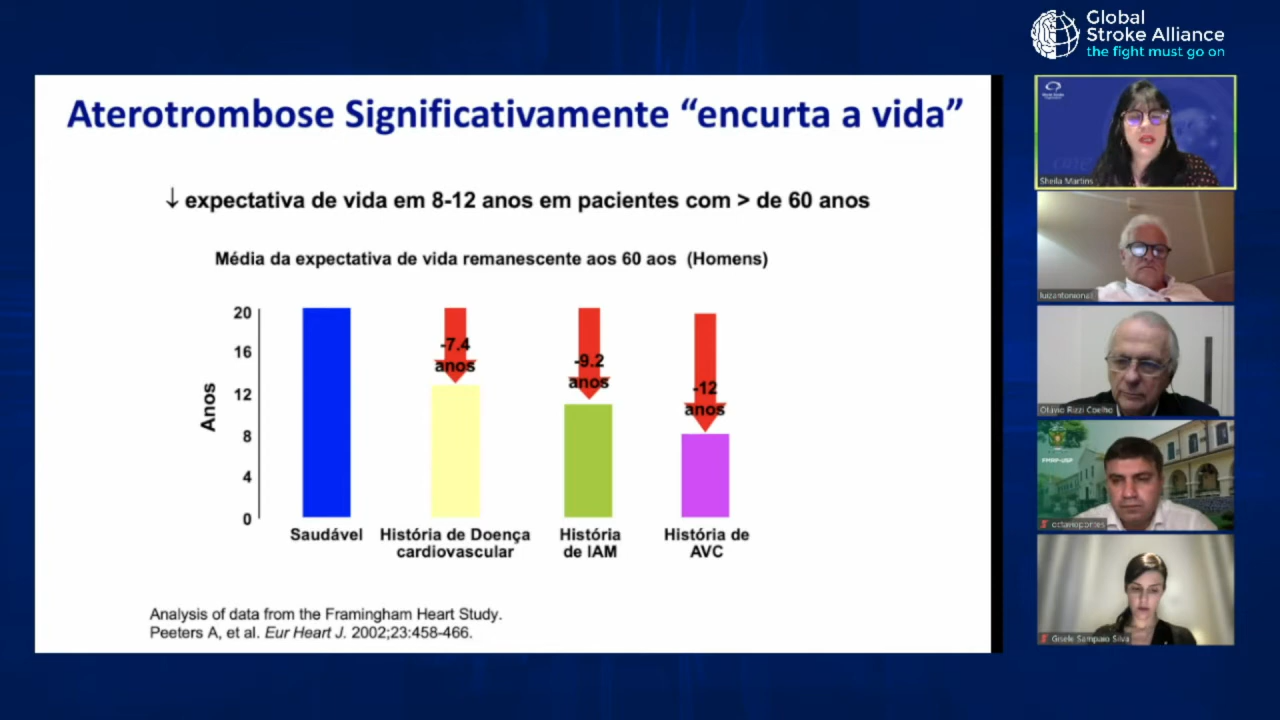 Global
Stroke Alliance
the fight must go on
Aterotrombose Significativamente “encurta a vida”
↓ expectativa de vida em 8-12 anos em pacientes com > de 60 anos
Média da expectativa de vida remanescente aos 60 aos (Homens)
Anos
20
16
12
8
4
0
-7.4
anos
-9.2
anos
-12
anos
Saudável
História de Doença
cardiovascular
História
de IAM
História de
AVC
Analysis of data from the Framingham Heart Study.
Peeters A, et al. Eur Heart J. 2002;23:458-466.
Sheila Martins
Otavio Rizzi Coelho
FMRP-USP
octaviopontes
Gisele Sampaio Silva